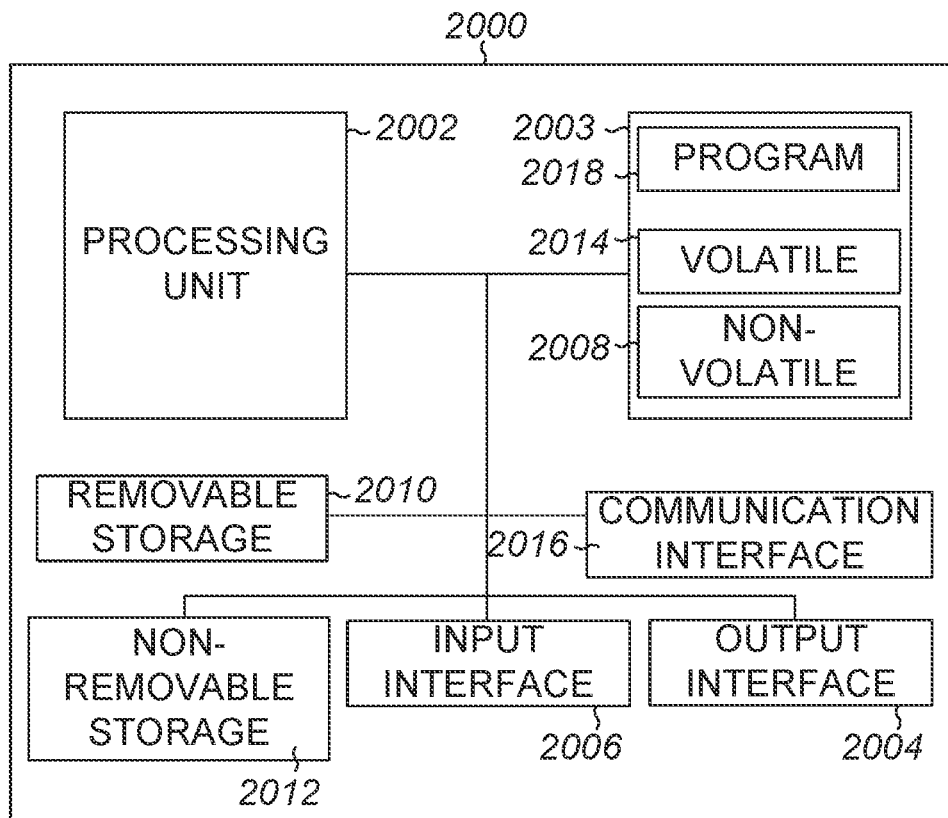 2000
2002
PROCESSING
UNIT
2003
PROGRAM
2018
2014
VOLATILE
2008
NON-
VOLATILE
REMOVABLE
STORAGE
2010
COMMUNICATION
INTERFACE
2016
NON-
REMOVABLE
STORAGE
2012
INPUT
INTERFACE
2006
OUTPUT
INTERFACE
2004